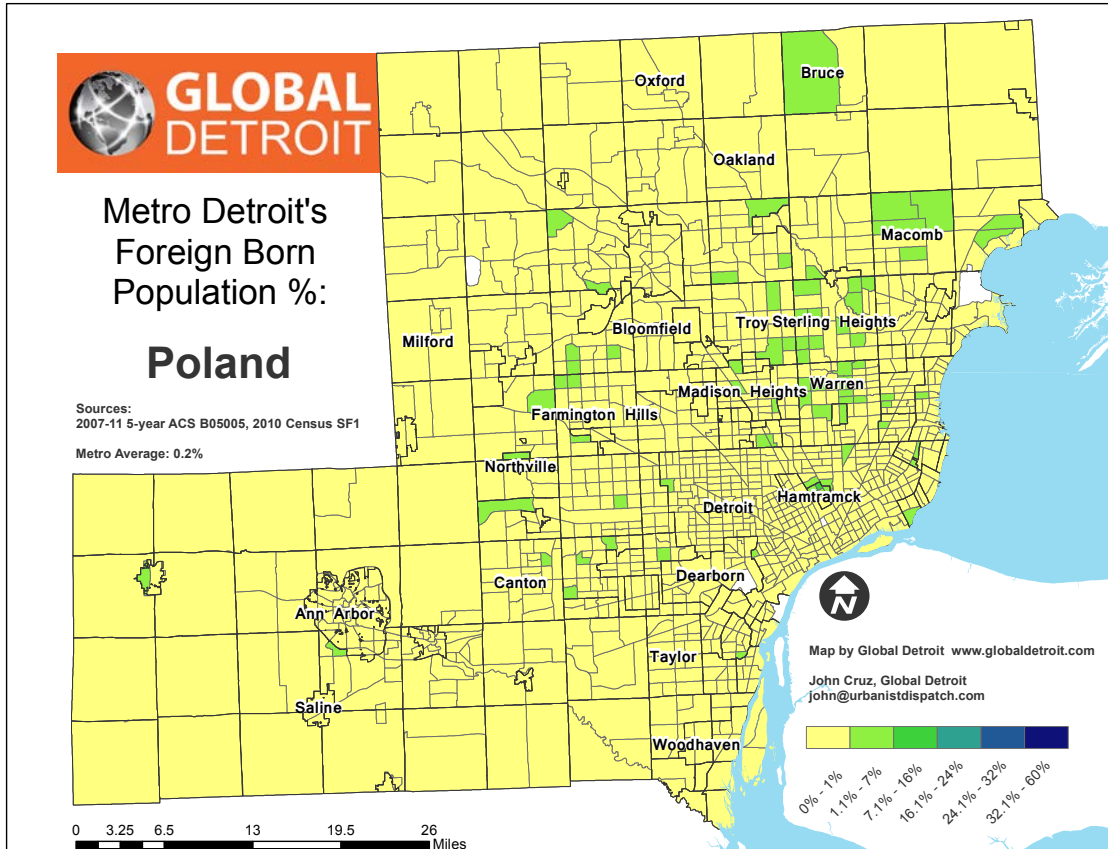 GLOBAL
DETROIT
Metro Detroit's
Foreign Born
Population %:
Poland
Sources:
2007-11 5-year ACS B05005, 2010 Census SF1
Metro Average: 0.2%
Oxford
Bruce
Oakland
Macomb
Milford
Bloomfield
Troy
Sterling Heights
Madison Heights
Warren
Farmington Hills
Northville
Hamtramck
Detroit
Canton
Dearborn
Ann Arbor
Taylor
Saline
Woodhaven
N
Map by Global Detroit www.globaldetroit.com
John Cruz, Global Detroit
john@urbanistdispatch.com
0% - 1%
1.1% - 7%
7.1% - 16%
16.1% - 24%
24.1% - 32%
32.1% - 60%
0 3.25 6.5 13 19.5 26
Miles